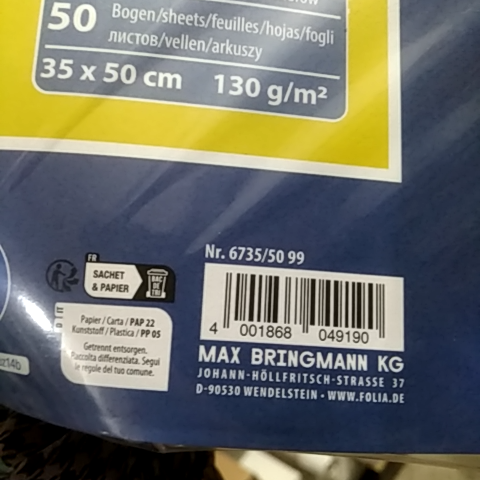 50 Bogen/sheets/feuilles/hojas/fogli
листов/vellen/arkuszy
35 x 50 cm 130 g/m²
Nr. 6735/50 99
FR
SACHET
& PAPIER
BAC
DE
TRI
Papier / Carta / PAP 22
Kunststoff / Plastica / PP 05
Getrennt entsorgen.
Raccolta differenziata. Segui
le regole del tuo comune.
4 001868 049190
MAX BRINGMANN KG
JOHANN-HÖLLFRITSCH-STRASSE 37
D-90530 WENDELSTEIN • WWW.FOLIA.DE